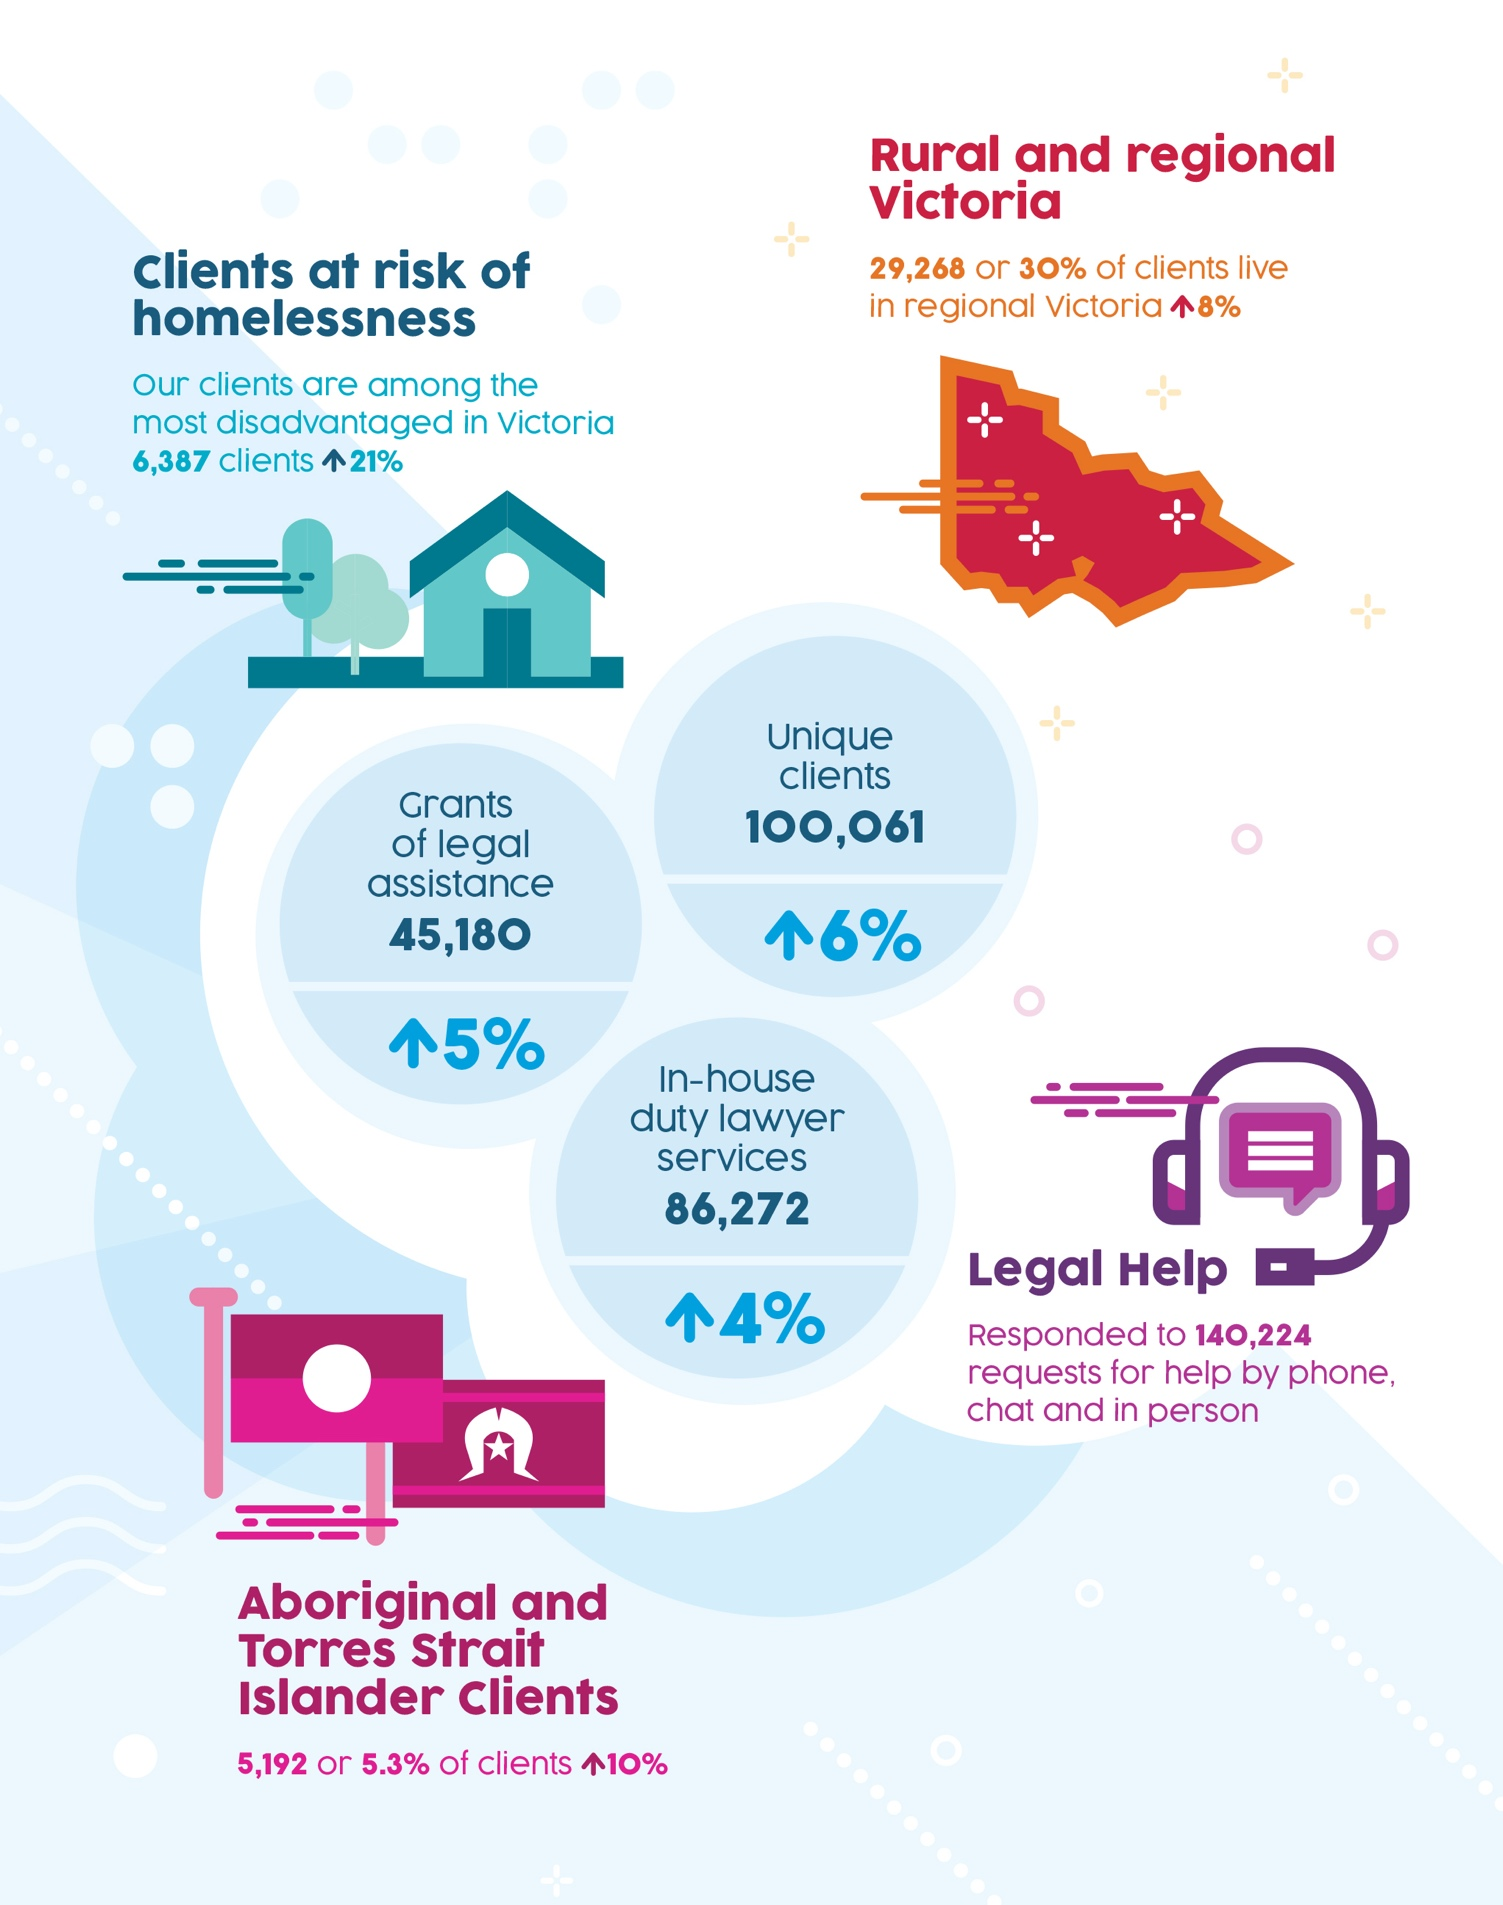 Rural and regional
Victoria
29,268 or 30% of clients live
in regional Victoria ↑8%
Clients at risk of
homelessness
Our clients are among the
most disadvantaged in Victoria
6,387 clients ↑21%
Unique
clients
100,061
↑6%
Grants
of legal
assistance
45,180
↑5%
In-house
duty lawyer
services
86,272
↑4%
Legal Help
Responded to 140,224
requests for help by phone,
chat and in person
Aboriginal and
Torres Strait
Islander Clients
5,192 or 5.3% of clients ↑10%